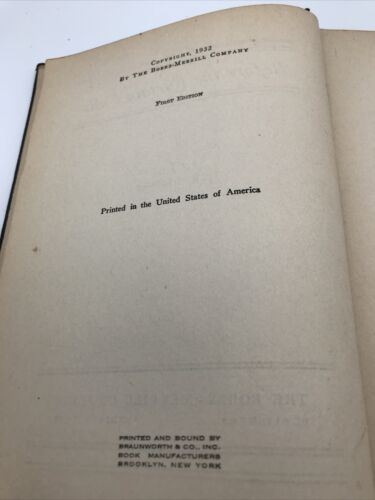 COPYRIGHT, 1932
BY THE BOBBS-MERRILL COMPANY
FIRST EDITION
Printed in the United States of America
PRINTED AND BOUND BY
BRAUNWORTH & CO., INC.
BOOK MANUFACTURERS
BROOKLYN, NEW YORK